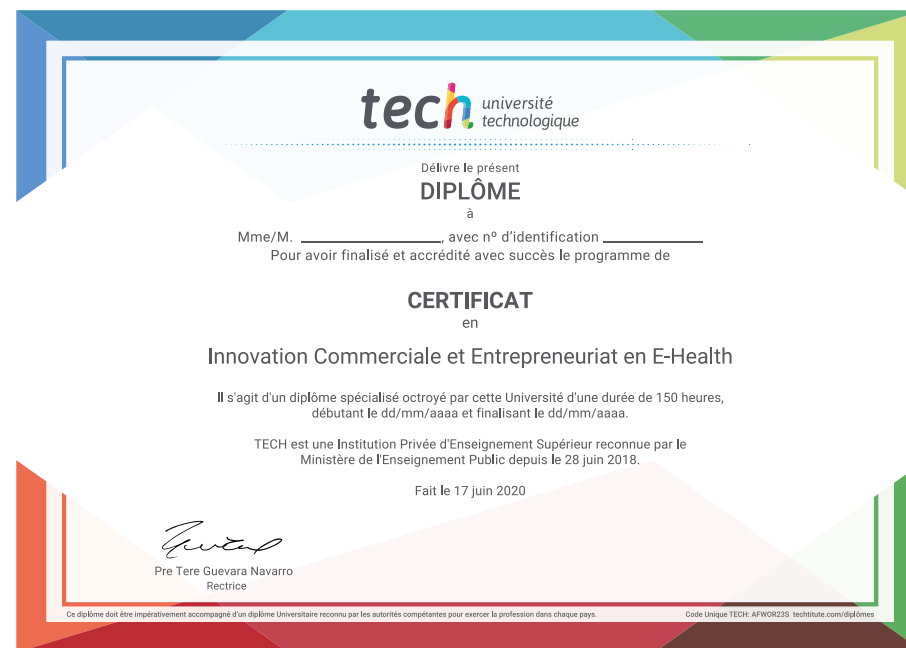 tech université
technologique
Délivre le présent
DIPLÔME
à
Mme/M. ____________________, avec nº d'identification ______________
Pour avoir finalisé et accrédité avec succès le programme de
CERTIFICAT
en
Innovation Commerciale et Entrepreneuriat en E-Health
Il s'agit d'un diplôme spécialisé octroyé par cette Université d'une durée de 150 heures,
débutant le dd/mm/aaaa et finalisant le dd/mm/aaaa.
TECH est une Institution Privée d'Enseignement Supérieur reconnue par le
Ministère de l'Enseignement Public depuis le 28 juin 2018.
Fait le 17 juin 2020
Pre Tere Guevara Navarro
Rectrice
Ce diplôme doit être impérativement accompagné d'un diplôme Universitaire reconnu par les autorités compétantes pour exercer la profession dans chaque pays.
Code Unique TECH: AFWOR23S techtitute.com/diplômes